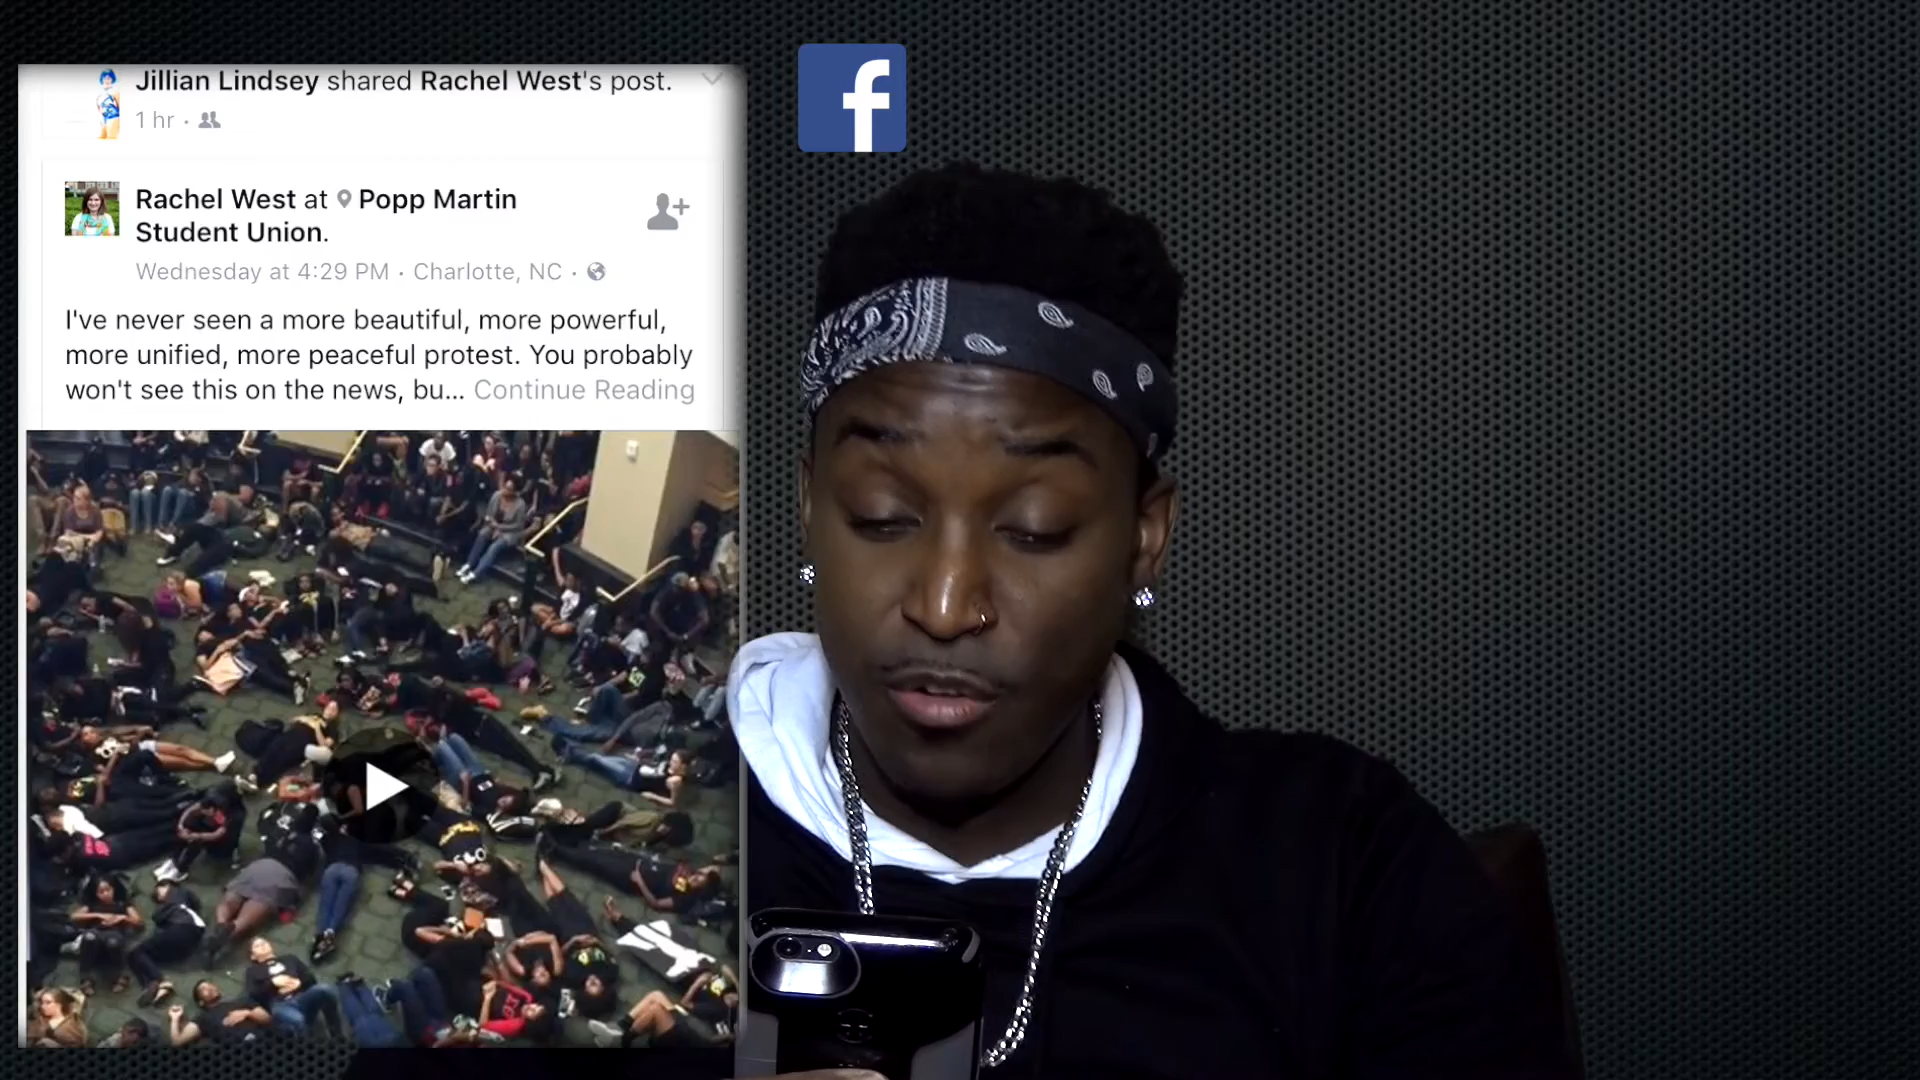 Jillian Lindsey shared Rachel West's post.
1 hr ·
Rachel West at Popp Martin
Student Union.
Wednesday at 4:29 PM · Charlotte, NC ·
I've never seen a more beautiful, more powerful,
more unified, more peaceful protest. You probably
won't see this on the news, bu... Continue Reading
f